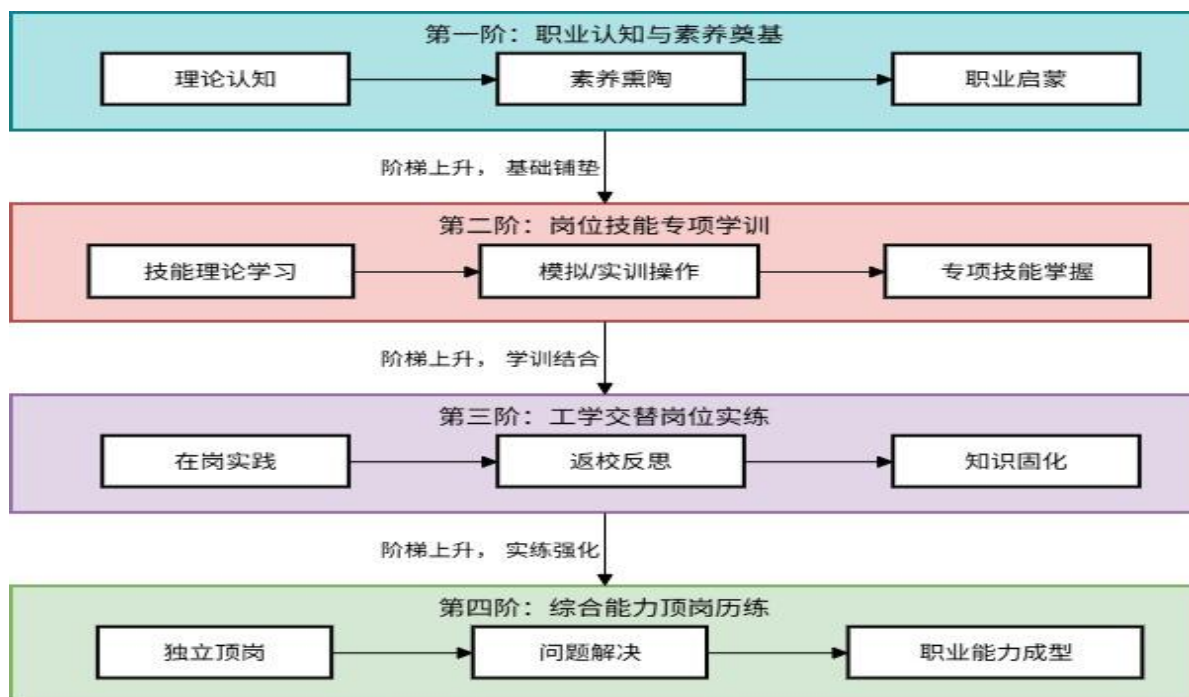 第一阶：职业认知与素养奠基
理论认知
素养熏陶
职业启蒙
阶梯上升，基础铺垫
第二阶：岗位技能专项学训
技能理论学习
模拟/实训操作
专项技能掌握
阶梯上升，学训结合
第三阶：工学交替岗位实练
在岗实践
返校反思
知识固化
阶梯上升，实练强化
第四阶：综合能力顶岗历练
独立顶岗
问题解决
职业能力成型